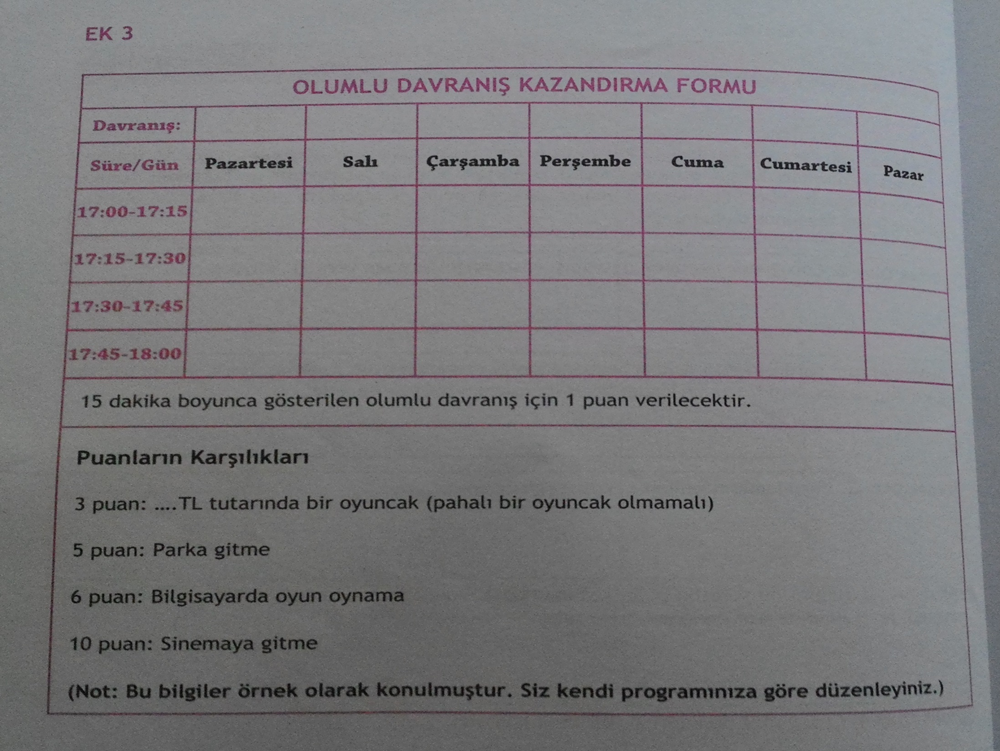 EK 3
OLUMLU DAVRANIŞ KAZANDIRMA FORMU
Davranış:
Süre/Gün Pazartesi Salı Çarşamba Perşembe Cuma Cumartesi Pazar
17:00-17:15
17:15-17:30
17:30-17:45
17:45-18:00
15 dakika boyunca gösterilen olumlu davranış için 1 puan verilecektir.
Puanların Karşılıkları
3 puan: ....TL tutarında bir oyuncak (pahalı bir oyuncak olmamalı)
5 puan: Parka gitme
6 puan: Bilgisayarda oyun oynama
10 puan: Sinemaya gitme
(Not: Bu bilgiler örnek olarak konulmuştur. Siz kendi programınıza göre düzenleyiniz.)